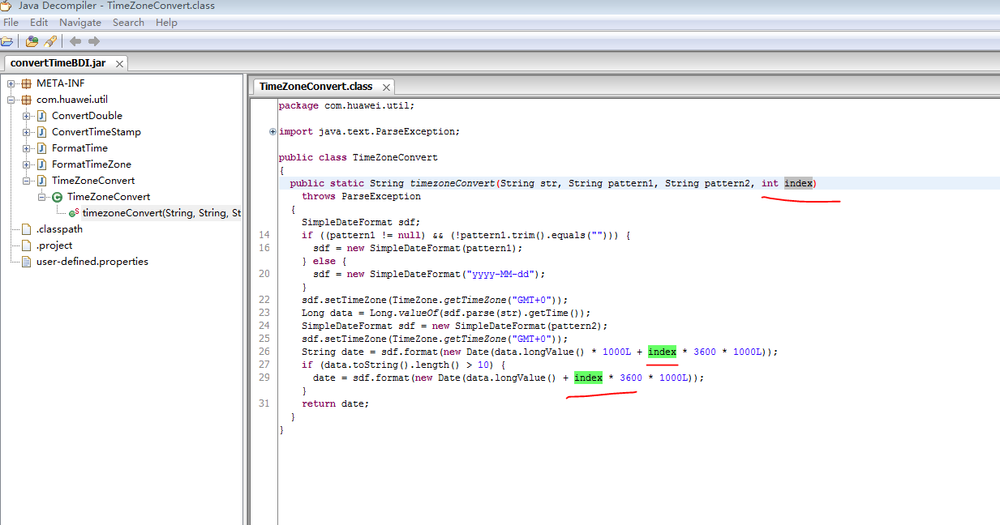 Java Decompiler - TimeZoneConvert.class
File Edit Navigate Search Help
convertTimeBDI.jar
META-INF
com.huawei.util
ConvertDouble
ConvertTimeStamp
FormatTime
FormatTimeZone
TimeZoneConvert
TimeZoneConvert
timezoneConvert(String, String, St
.classpath
.project
user-defined.properties
TimeZoneConvert.class
package com.huawei.util;
import java.text.ParseException;
public class TimeZoneConvert
{
public static String timezoneConvert(String str, String pattern1, String pattern2, int index)
throws ParseException
{
SimpleDateFormat sdf;
14 if ((pattern1 != null) && (!pattern1.trim().equals(""))) {
16 sdf = new SimpleDateFormat(pattern1);
} else {
20 sdf = new SimpleDateFormat("yyyy-MM-dd");
}
22 sdf.setTimeZone(TimeZone.getTimeZone("GMT+0"));
23 Long data = Long.valueOf(sdf.parse(str).getTime());
24 SimpleDateFormat sdf = new SimpleDateFormat(pattern2);
25 sdf.setTimeZone(TimeZone.getTimeZone("GMT+0"));
26 String date = sdf.format(new Date(data.longValue() * 1000L + index * 3600 * 1000L));
27 if (data.toString().length() > 10) {
29 date = sdf.format(new Date(data.longValue() + index * 3600 * 1000L));
}
31 return date;
}
}